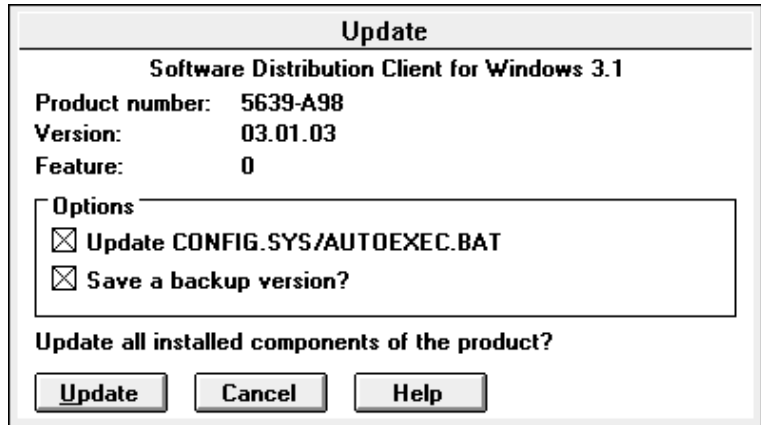 Update
Software Distribution Client for Windows 3.1
Product number: 5639-A98
Version: 03.01.03
Feature: 0
Options
Update CONFIG.SYS/AUTOEXEC.BAT
Save a backup version?
Update all installed components of the product?
Update Cancel Help